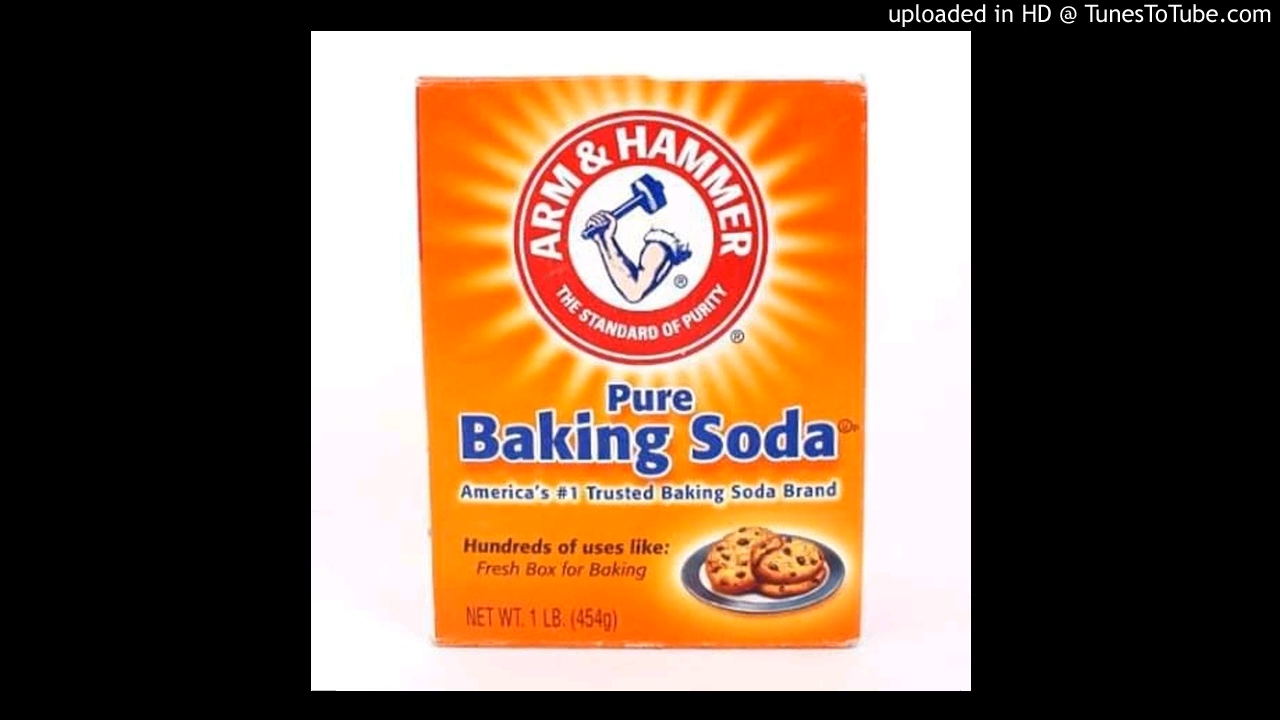 uploaded in HD @ TunesToTube.com
ARM & HAMMER
®
THE STANDARD OF PURITY
®
Pure
Baking Soda
America's #1 Trusted Baking Soda Brand
Hundreds of uses like:
Fresh Box for Baking
NET WT. 1 LB. (454g)